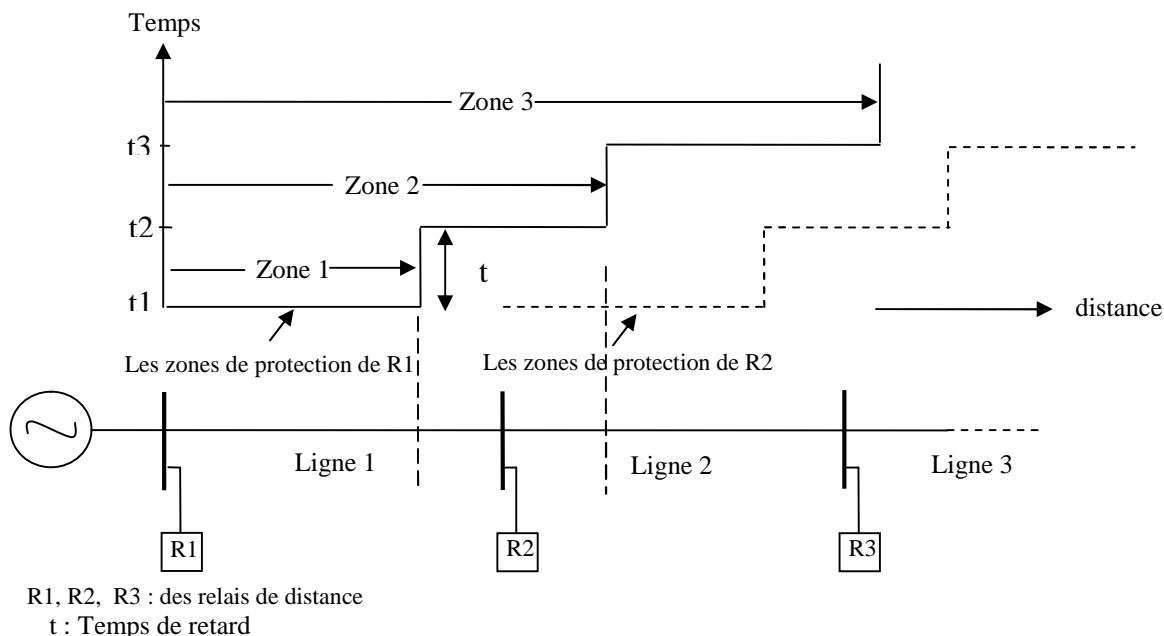 Temps
Zone 3
t3
Zone 2
t2
Zone 1
t
t1
distance
Les zones de protection de R1
Les zones de protection de R2
Ligne 1
Ligne 2
Ligne 3
R1
R2
R3
R1, R2, R3 : des relais de distance
t : Temps de retard